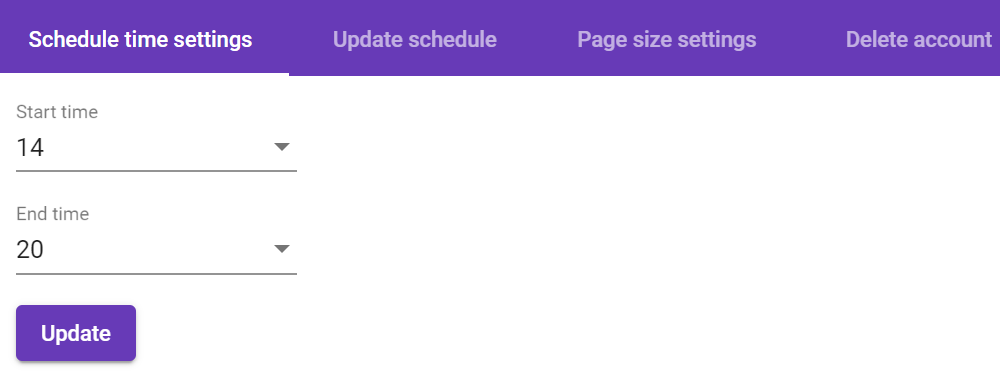 Schedule time settings Update schedule Page size settings Delete account
Start time
14
End time
20
Update